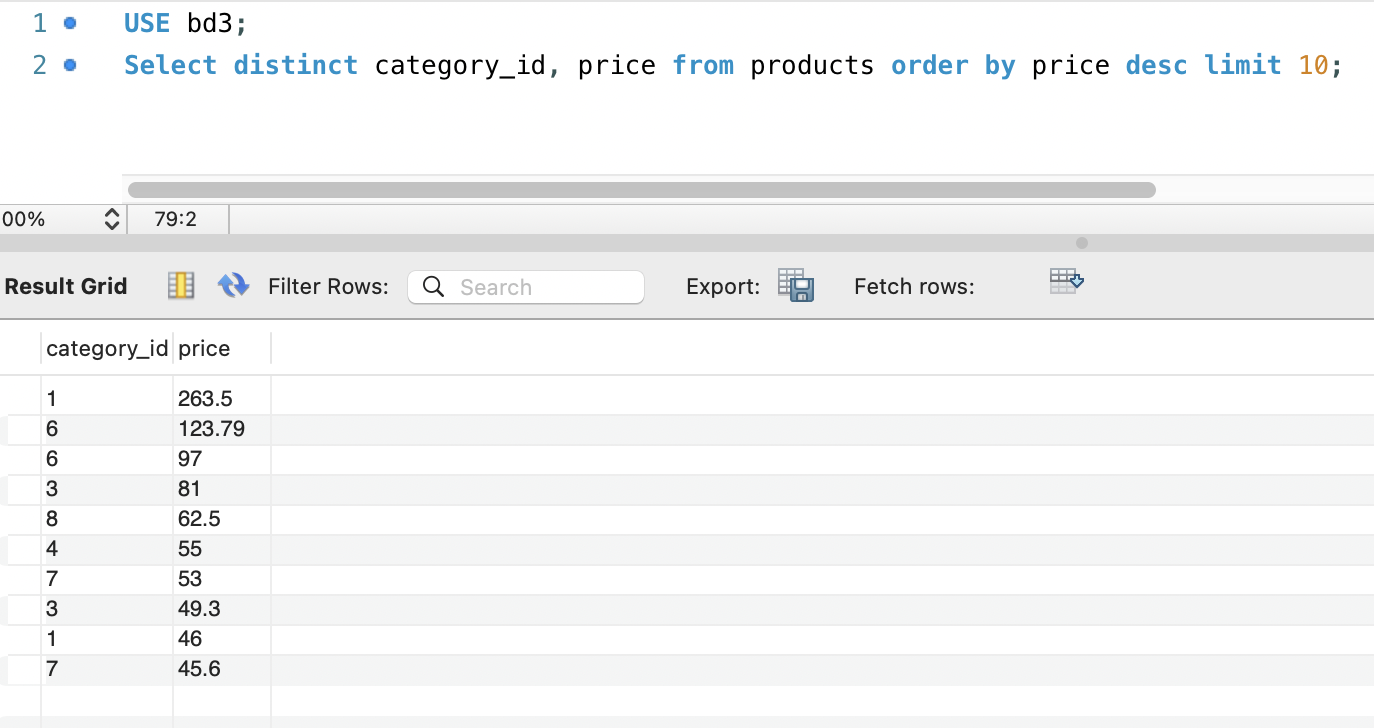 1 USE bd3;
2 Select distinct category_id, price from products order by price desc limit 10;
00% 79:2
Result Grid Filter Rows: Search Export: Fetch rows:
category_id price
1 263.5
6 123.79
6 97
3 81
8 62.5
4 55
7 53
3 49.3
1 46
7 45.6